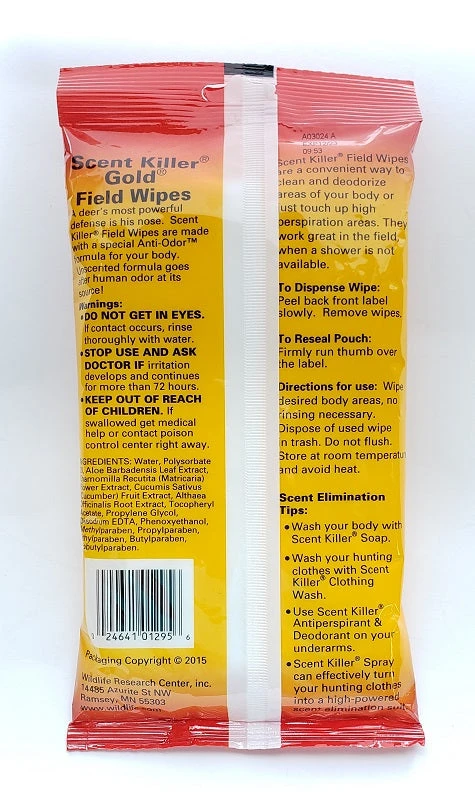 Scent Killer®
Gold®
Field Wipes
A deer's most powerful
defense is his nose. Scent
Killer® Field Wipes are made
with a special Anti-Odor™
formula for your body.
Unscented formula goes
after human odor at its
source!
Warnings:
• DO NOT GET IN EYES.
If contact occurs, rinse
thoroughly with water.
• STOP USE AND ASK
DOCTOR IF irritation
develops and continues
for more than 72 hours.
• KEEP OUT OF REACH
OF CHILDREN. If
swallowed get medical
help or contact poison
control center right away.
INGREDIENTS: Water, Polysorbate
Aloe Barbadensis Leaf Extract,
Chamomilla Recutita (Matricaria)
Flower Extract, Cucumis Sativus
(Cucumber) Fruit Extract, Althaea
Officinalis Root Extract, Tocopheryl
Acetate, Propylene Glycol,
Disodium EDTA, Phenoxyethanol,
Methylparaben, Propylparaben,
Ethylparaben, Butylparaben,
Isobutylparaben.
0 24641 01295 6
Packaging Copyright © 2015
Wildlife Research Center, inc.
14485 Azurite St NW
Ramsey, MN 55303
A03024 A
09:53
Scent Killer® Field Wipes
are a convenient way to
clean and deodorize
areas of your body or
just touch up high
perspiration areas. They
work great in the field,
when a shower is not
available.
To Dispense Wipe:
Peel back front label
slowly. Remove wipes.
To Reseal Pouch:
Firmly run thumb over
the label.
Directions for use: Wipe
desired body areas, no
rinsing necessary.
Dispose of used wipe
in trash. Do not flush.
Store at room temperatur
and avoid heat.
Scent Elimination
Tips:
• Wash your body with
Scent Killer® Soap.
• Wash your hunting
clothes with Scent
Killer® Clothing
Wash.
• Use Scent Killer®
Antiperspirant &
Deodorant on your
underarms.
• Scent Killer® Spray
can effectively turn
your hunting clothes
into a high-powered
scent elimination suit